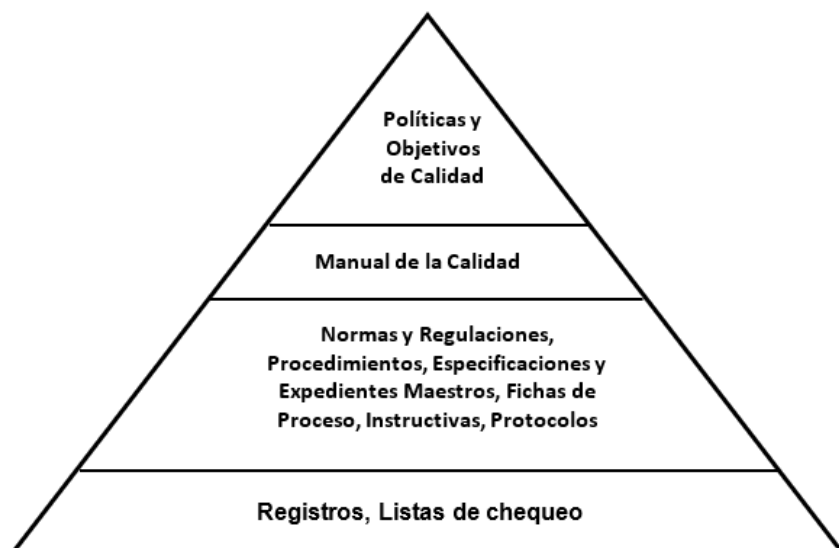 Políticas y
Objetivos
de Calidad
Manual de la Calidad
Normas y Regulaciones,
Procedimientos, Especificaciones y
Expedientes Maestros, Fichas de
Proceso, Instructivas, Protocolos
Registros, Listas de chequeo